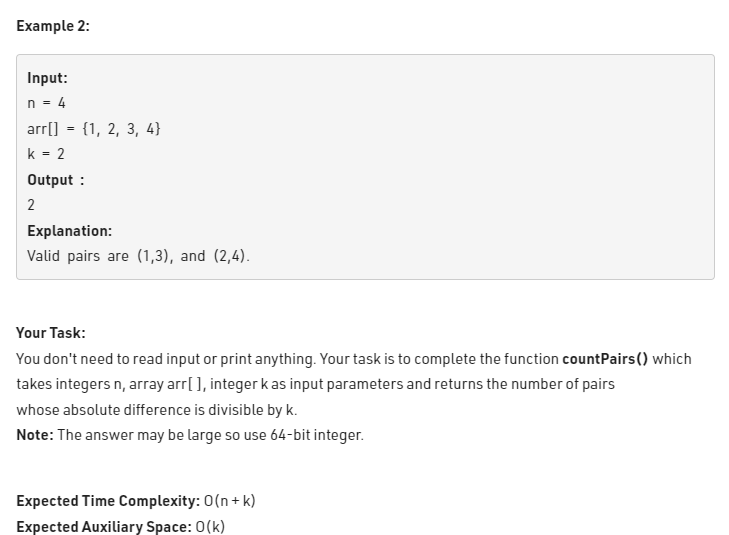 Example 2:
Input:
n = 4
arr[] = {1, 2, 3, 4}
k = 2
Output :
2
Explanation:
Valid pairs are (1,3), and (2,4).
Your Task:
You don't need to read input or print anything. Your task is to complete the function countPairs() which
takes integers n, array arr[ ], integer k as input parameters and returns the number of pairs
whose absolute difference is divisible by k.
Note: The answer may be large so use 64-bit integer.
Expected Time Complexity: O(n + k)
Expected Auxiliary Space: O(k)